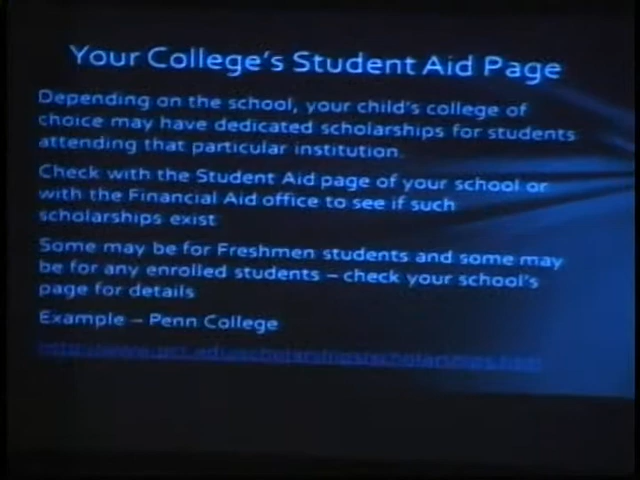 Your College's Student Aid Page
Depending on the school, your child's college of
choice may have dedicated scholarships for students
attending that particular institution.
Check with the Student Aid page of your school or
with the Financial Aid office to see if such
scholarships exist
Some may be for Freshmen students and some may
be for any enrolled students – check your school's
page for details
Example – Penn College